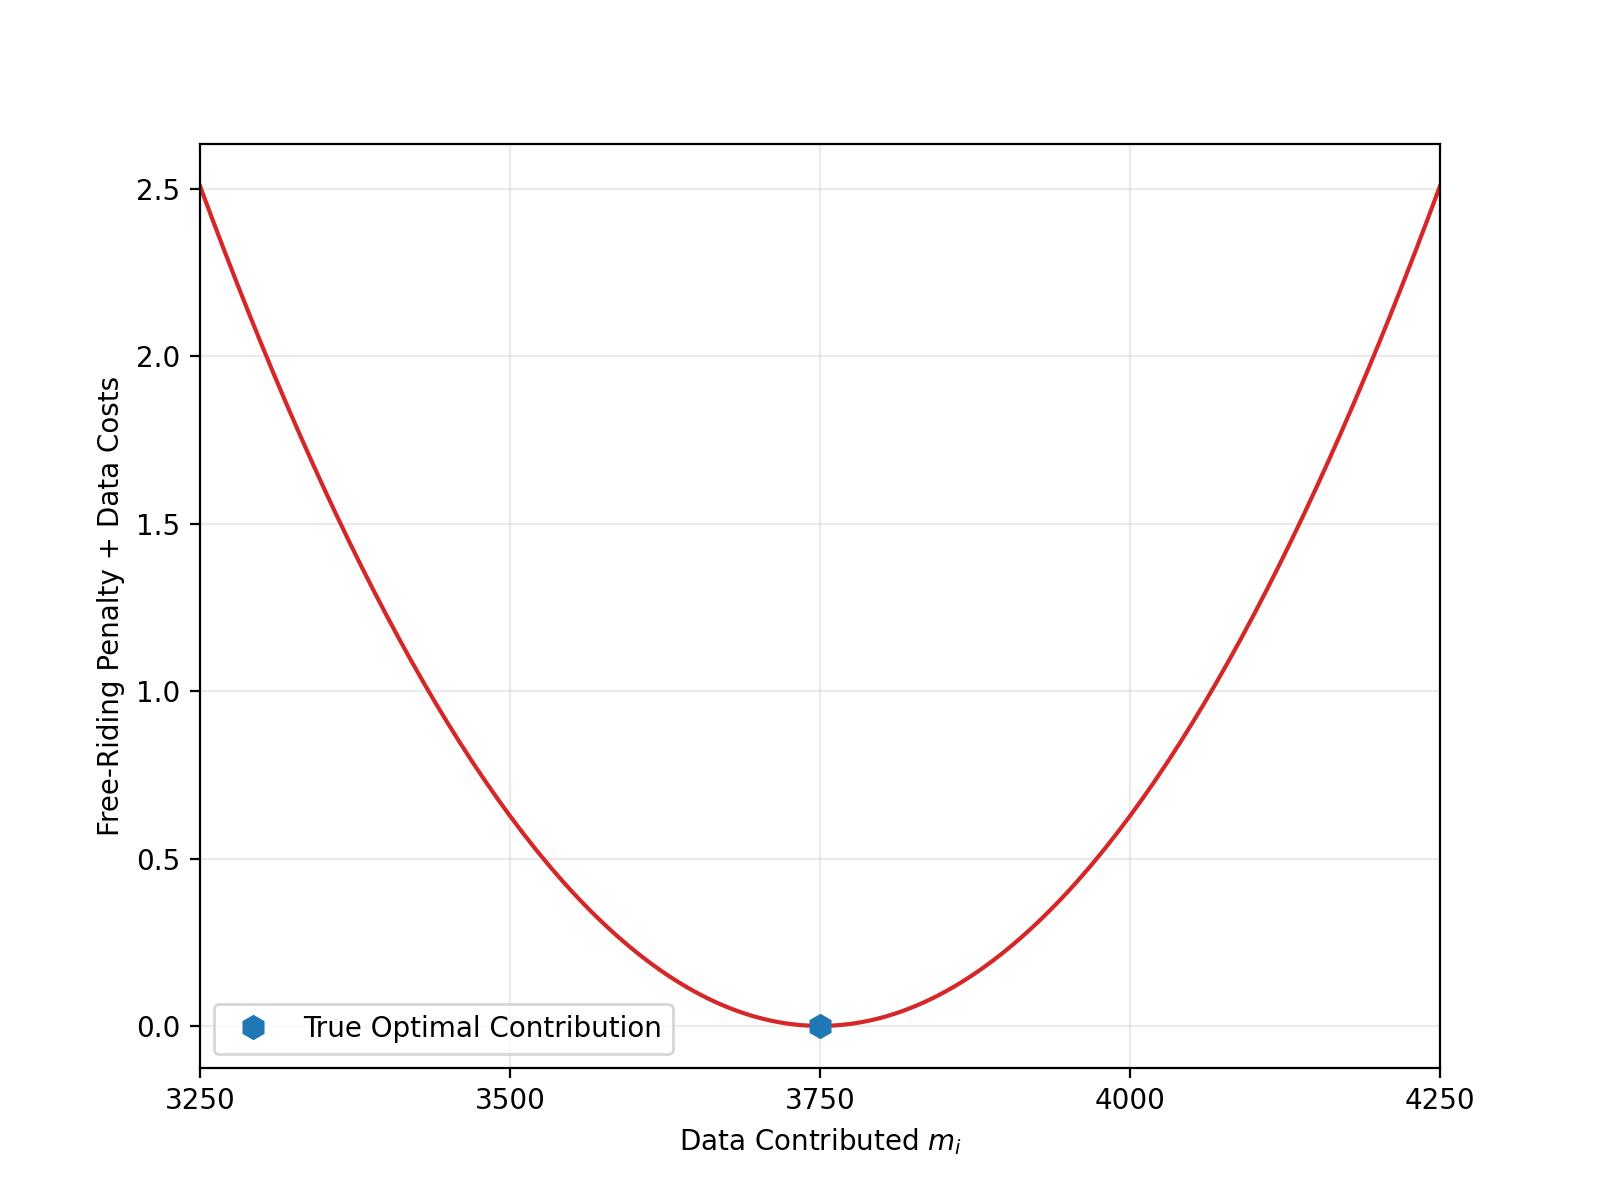 2.5
2.0
1.5
1.0
0.5
0.0
Free-Riding Penalty + Data Costs
True Optimal Contribution
3250 3500 3750 4000 4250
Data Contributed $m_i$